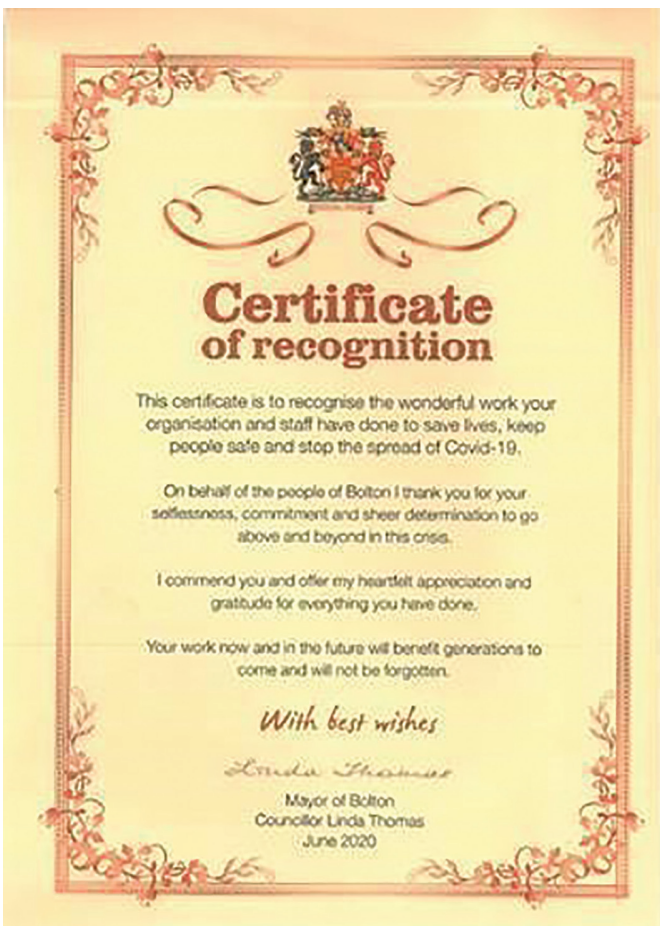 Certificate
of recognition
This certificate is to recognise the wonderful work your
organisation and staff have done to save lives, keep
people safe and stop the spread of Covid-19.
On behalf of the people of Bolton I thank you for your
selflessness, commitment and sheer determination to go
above and beyond in this crisis.
I commend you and offer my heartfelt appreciation and
gratitude for everything you have done.
Your work now and in the future will benefit generations to
come and will not be forgotten.
With best wishes
Linda Thomas
Mayor of Bolton
Councillor Linda Thomas
June 2020